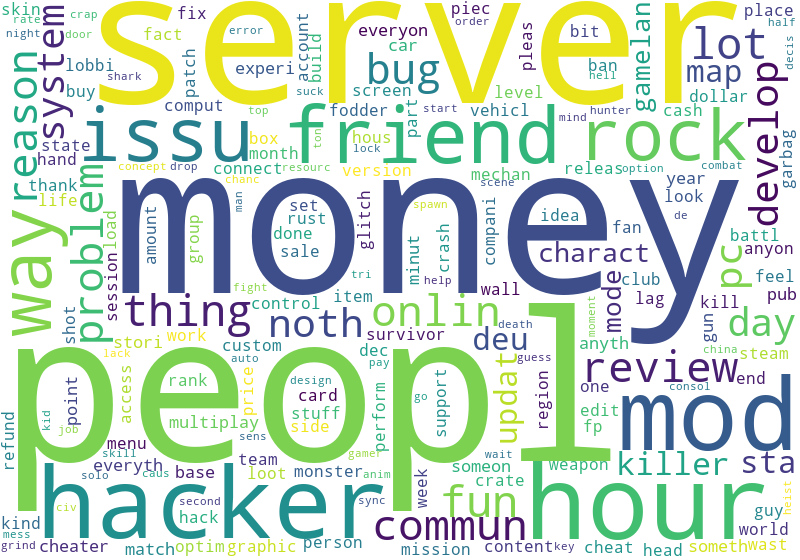 skin crap order piec place half
rate night door fix error everyon car pleas bit ban hell decis
fact patch experi account build
server
lot
map
dollar
gamelan
system
reason
lobbi
buy
shark
comput
suck
bug
screen
fodder
level
vehicl
part
start
cash
mind
hunter
develop
garbag
top
box
month
ton
hous
lock
issu
friend
rock
state
hand
concept drop
connect
resourc
version
mechan
releas
option
combat
thank
life
load
chanc
man
scene
year
look
battl
de
anyon
way
problem
money
amount
group
set
rust
done
sale
glitch
minut
crash
spawn
compani
idea
fan
charact
club
feel
pc
session
tri
wall
lag
kill
pub
shot
fight
control
item
help
mode
gun
day
thing
noth
onlin
survivor
deu
death
moment
anyth
china
steam
stori
work
custom
dec
lack
auto
guess
review
end
peopl
access
rank
price
design
pay
card
perform
go
support
updat
region
one
consol
edit
fp
mod
refund
point
kid
job
multiplay
stuff
side
gamer
menu
skill
sens
everyth
solo
caus
base
team
loot
monster
anim
wait
someon
crate
weapon
killer
sta
hacker
fun
hour
guy
world
kind
mess
grind
civ
cheater
second
hack
sync
week
commun
match
optim
graphic
person
mission
content
key
cheat
head
someth
wast
heist